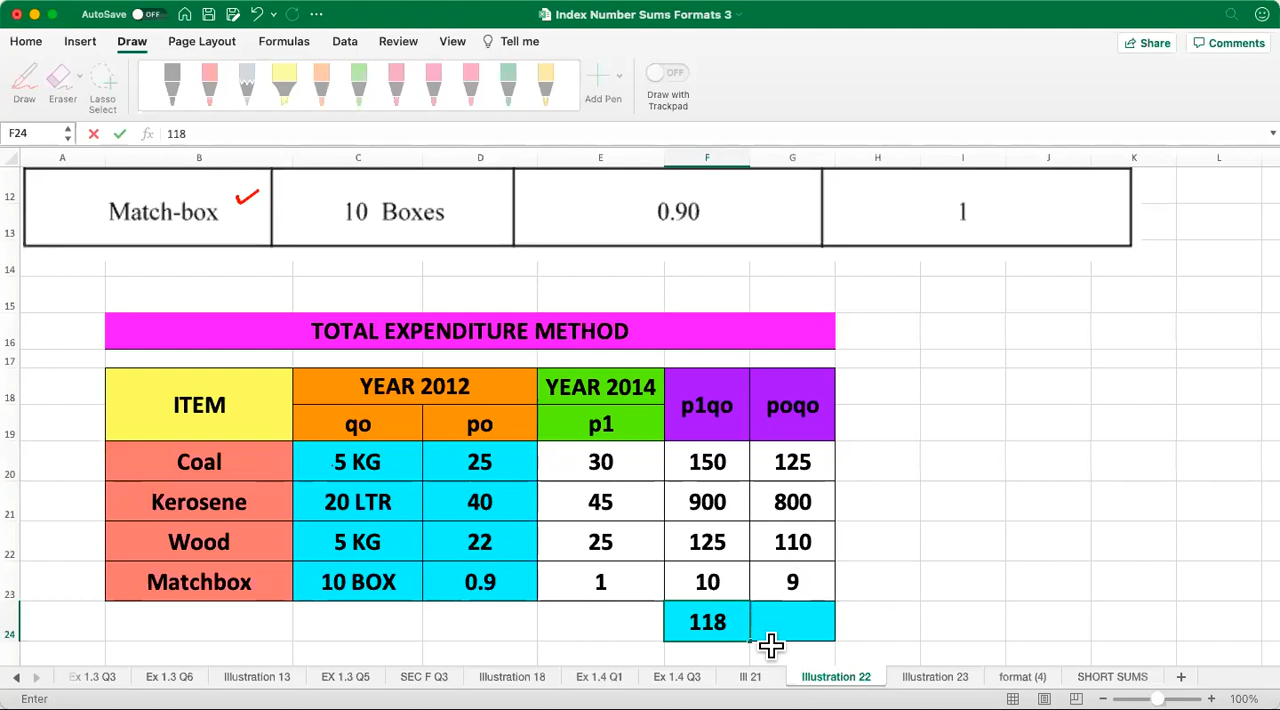 AutoSave OFF Index Number Sums Formats 3
Home Insert Draw Page Layout Formulas Data Review View Tell me Share Comments
Draw Eraser Lasso Select Add Pen OFF Draw with Trackpad
F24 fx 118
A B C D E F G H I J K L
12
13 Match-box 10 Boxes 0.90 1
14
15
16 TOTAL EXPENDITURE METHOD
17
18 ITEM YEAR 2012 YEAR 2014 p1qo poqo
19 qo po p1
20 Coal 5 KG 25 30 150 125
21 Kerosene 20 LTR 40 45 900 800
22 Wood 5 KG 22 25 125 110
23 Matchbox 10 BOX 0.9 1 10 9
24 118
Ex 1.3 Q3 Ex 1.3 Q6 Illustration 13 Ex 1.3 Q5 SEC F Q3 Illustration 18 Ex 1.4 Q1 Ex 1.4 Q3 Ill 21 Illustration 22 Illustration 23 format (4) SHORT SUMS +
Enter 100%